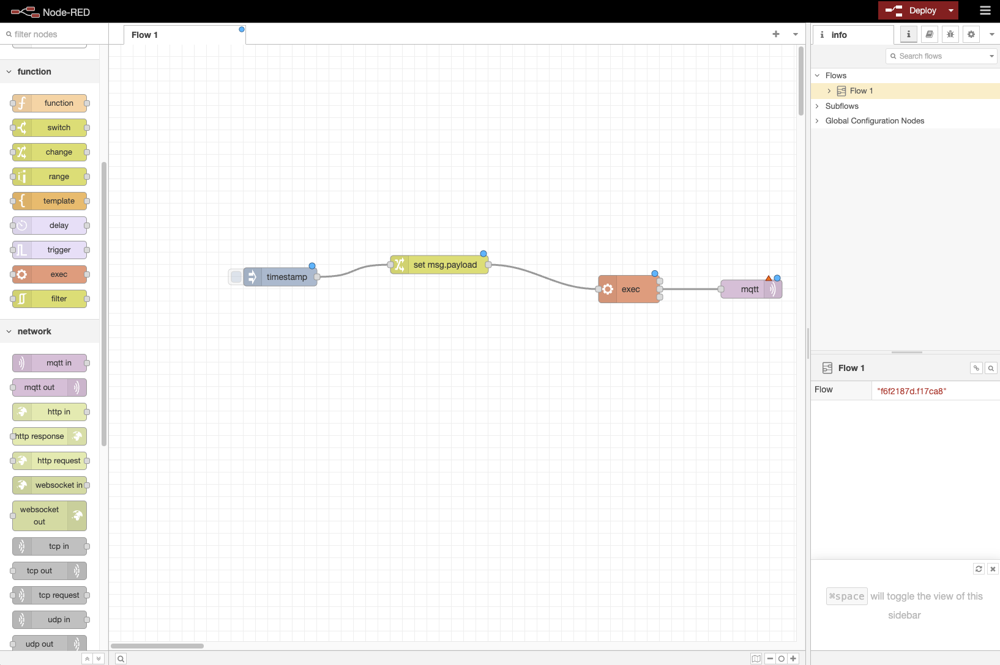 Node-RED
Deploy
filter nodes
Flow 1
info
Search flows
function
function
switch
change
range
template
delay
trigger
exec
filter
network
mqtt in
mqtt out
http in
http response
http request
websocket in
websocket
out
tcp in
tcp out
tcp request
udp in
udp out
timestamp
set msg.payload
exec
mqtt
Flows
Flow 1
Subflows
Global Configuration Nodes
Flow 1
Flow "f6f2187d.f17ca8"
⌘space will toggle the view of this
sidebar